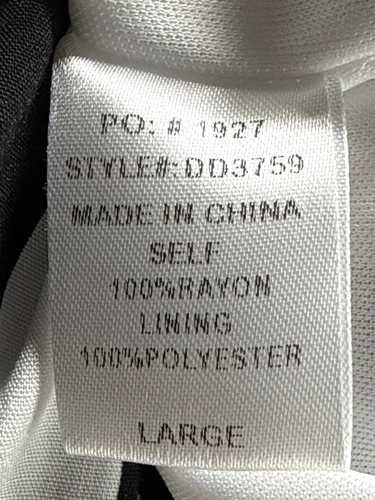 PO: # 1927
STYLE#: DD3759
MADE IN CHINA
SELF
100%RAYON
LINING
100%POLYESTER
LARGE